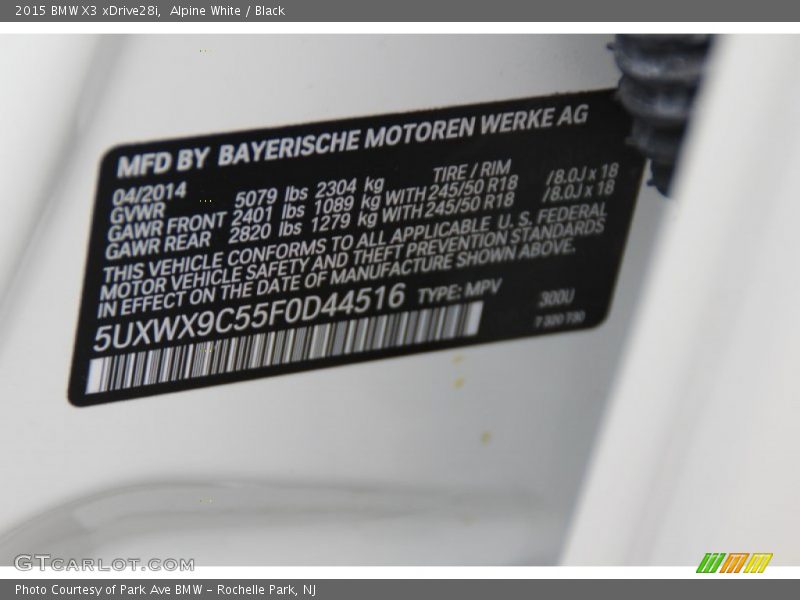 2015 BMW X3 xDrive28i, Alpine White / Black
MFD BY BAYERISCHE MOTOREN WERKE AG
04/2014 TIRE / RIM
GVWR 5079 lbs 2304 kg
GAWR FRONT 2401 lbs 1089 kg WITH 245/50 R18 /8.0J x 18
GAWR REAR 2820 lbs 1279 kg WITH 245/50 R18 /8.0J x 18
THIS VEHICLE CONFORMS TO ALL APPLICABLE U.S. FEDERAL
MOTOR VEHICLE SAFETY AND THEFT PREVENTION STANDARDS
IN EFFECT ON THE DATE OF MANUFACTURE SHOWN ABOVE.
5UXWX9C55F0D44516 TYPE: MPV
300U
GTCARLOT.COM
Photo Courtesy of Park Ave BMW - Rochelle Park, NJ